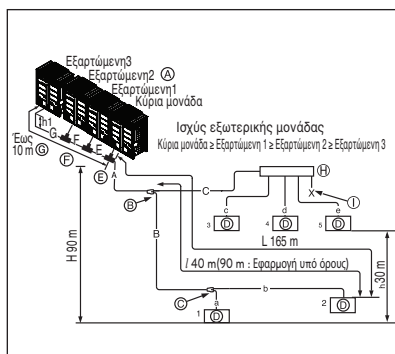 Εξαρτώμενη3
Εξαρτώμενη2 Ⓐ
Εξαρτώμενη1
Κύρια μονάδα
h1
Έως
10 m Ⓖ
G F E
Ⓕ
Ⓔ
A
Ισχύς εξωτερικής μονάδας
Κύρια μονάδα ≥ Εξαρτώμενη 1 ≥ Εξαρτώμενη 2 ≥ Εξαρτώμενη 3
Ⓗ
C
X
Ⓘ
Ⓑ
c d e
3 Ⓓ 4 Ⓓ 5 Ⓓ
B
L 165 m
H 90 m
l 40 m(90 m : Εφαρμογή υπό όρους)
h30 m
Ⓒ
b
a
2 Ⓓ
1 Ⓓ